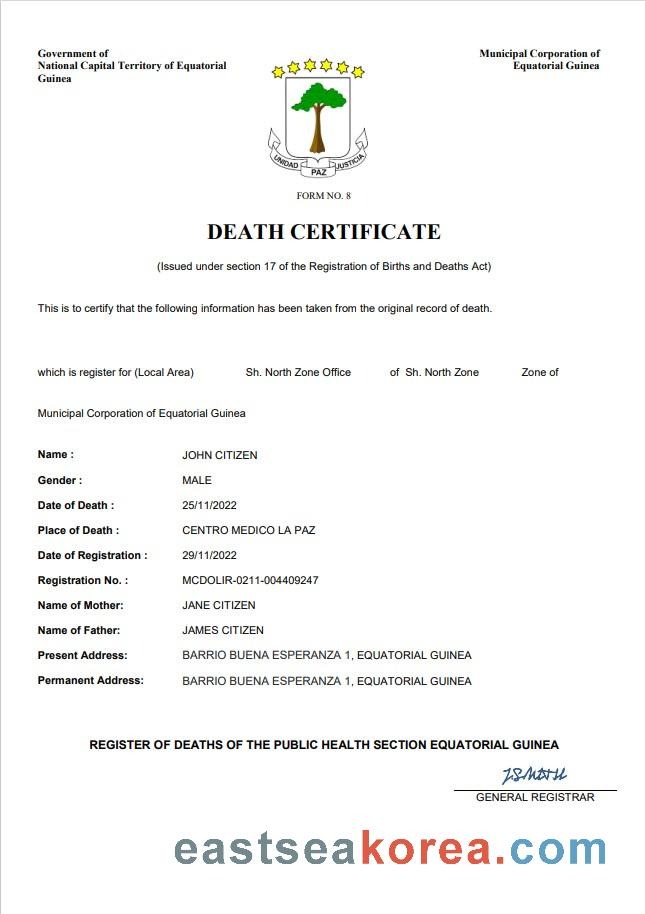 Government of
National Capital Territory of Equatorial
Guinea
Municipal Corporation of
Equatorial Guinea
UNIDAD PAZ JUSTICIA
FORM NO. 8
DEATH CERTIFICATE
(Issued under section 17 of the Registration of Births and Deaths Act)
This is to certify that the following information has been taken from the original record of death.
which is register for (Local Area) Sh. North Zone Office of Sh. North Zone Zone of
Municipal Corporation of Equatorial Guinea
Name : JOHN CITIZEN
Gender : MALE
Date of Death : 25/11/2022
Place of Death : CENTRO MEDICO LA PAZ
Date of Registration : 29/11/2022
Registration No. : MCDOLIR-0211-004409247
Name of Mother: JANE CITIZEN
Name of Father: JAMES CITIZEN
Present Address: BARRIO BUENA ESPERANZA 1, EQUATORIAL GUINEA
Permanent Address: BARRIO BUENA ESPERANZA 1, EQUATORIAL GUINEA
REGISTER OF DEATHS OF THE PUBLIC HEALTH SECTION EQUATORIAL GUINEA
GENERAL REGISTRAR
eastseakorea.com